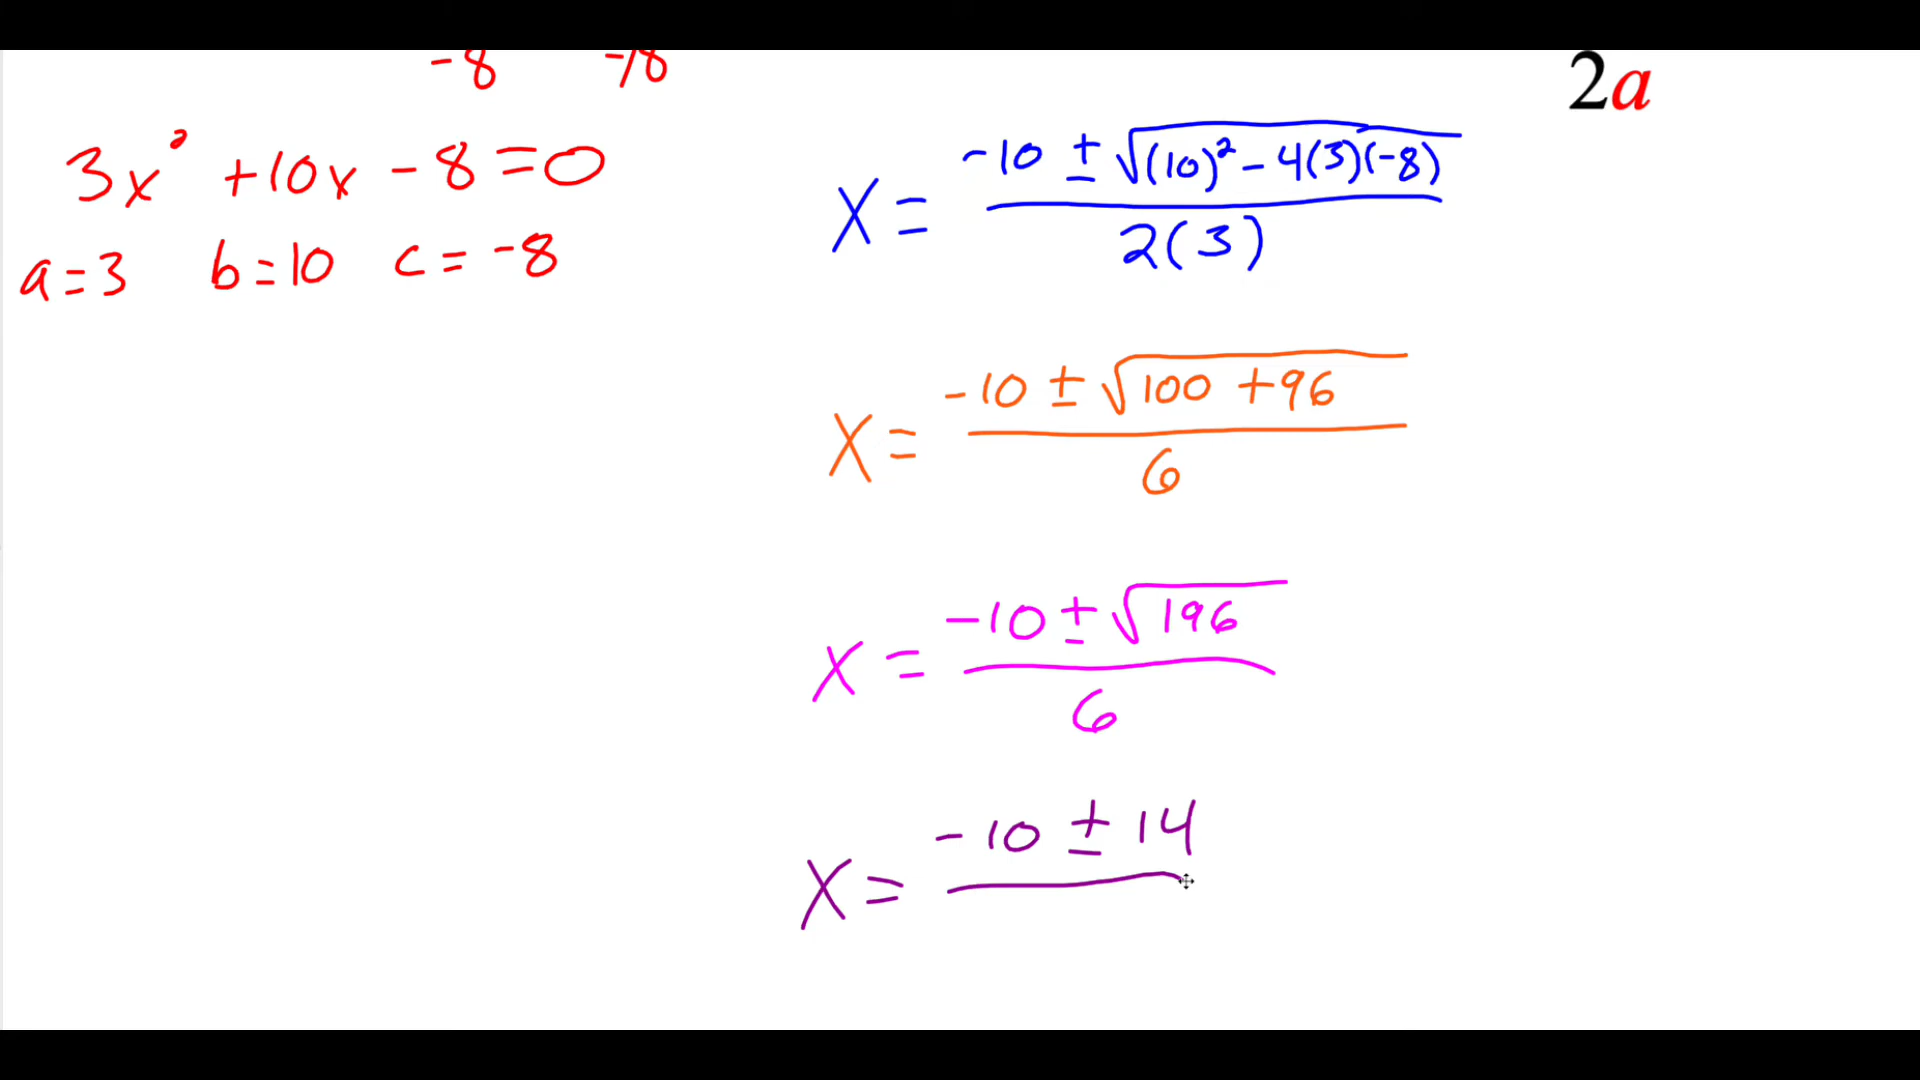 -8 -18
2a
3x² +10x - 8 = 0
a=3 b=10 c= -8
X = (-10 ± √((10)² - 4(3)(-8))) / 2(3)
X = (-10 ± √(100 +96)) / 6
X = (-10 ± √196) / 6
X = -10 ± 14